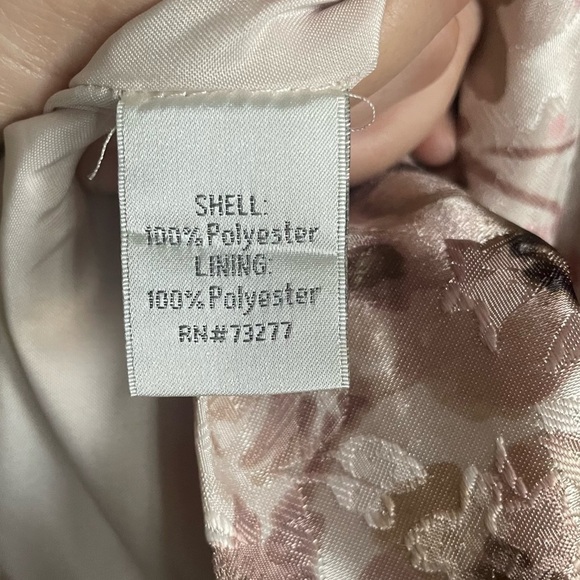 SHELL:
100% Polyester
LINING:
100% Polyester
RN#73277